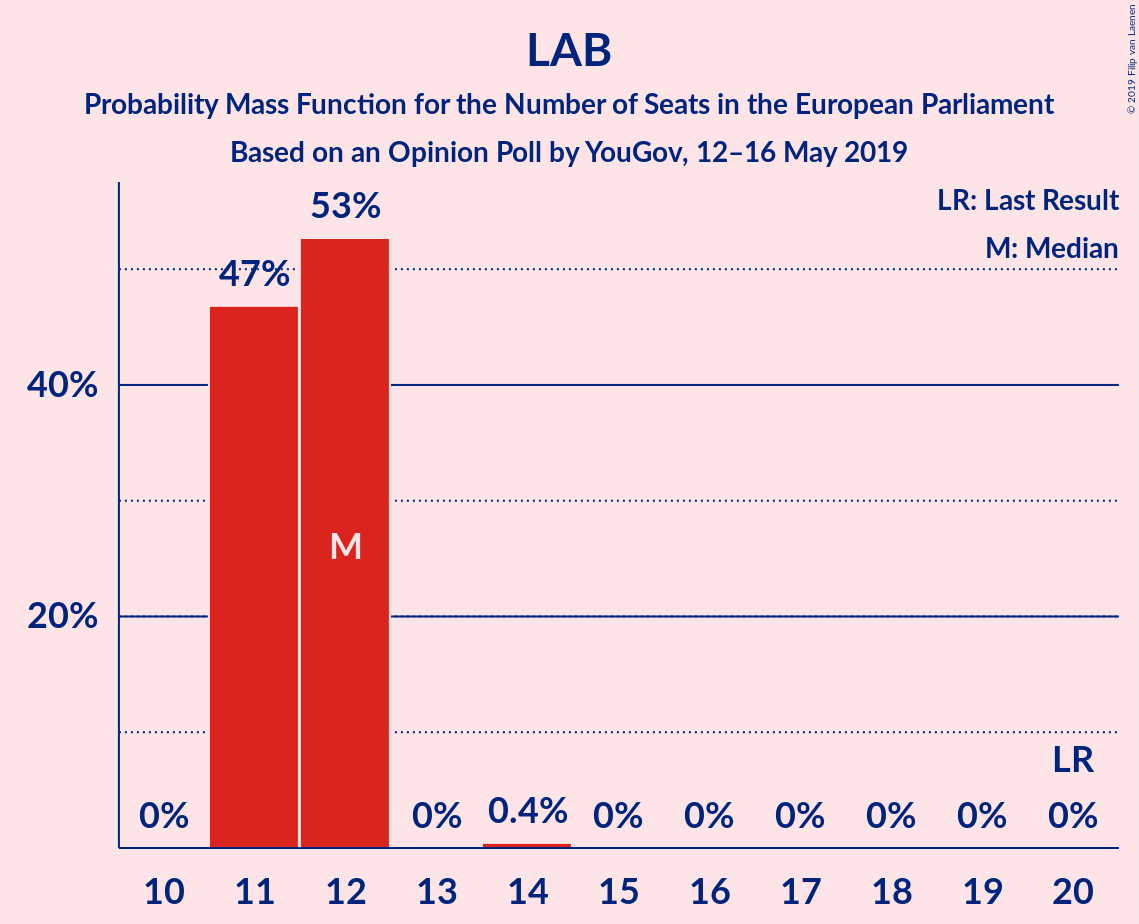 LAB
Probability Mass Function for the Number of Seats in the European Parliament
Based on an Opinion Poll by YouGov, 12–16 May 2019
© 2019 Filip van Laenen
LR: Last Result
M: Median
53%
47%
40%
M
20%
LR
0% 0% 0.4% 0% 0% 0% 0% 0% 0%
10 11 12 13 14 15 16 17 18 19 20